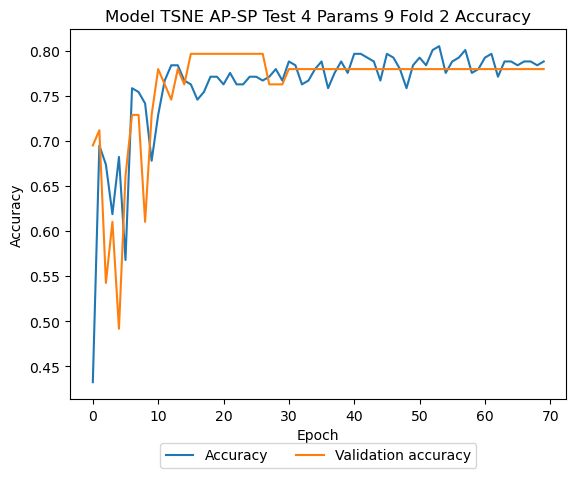 Model TSNE AP-SP Test 4 Params 9 Fold 2 Accuracy
0.80
0.75
0.70
0.65
0.60
0.55
0.50
0.45
Accuracy
0 10 20 30 40 50 60 70
Epoch
Accuracy Validation accuracy